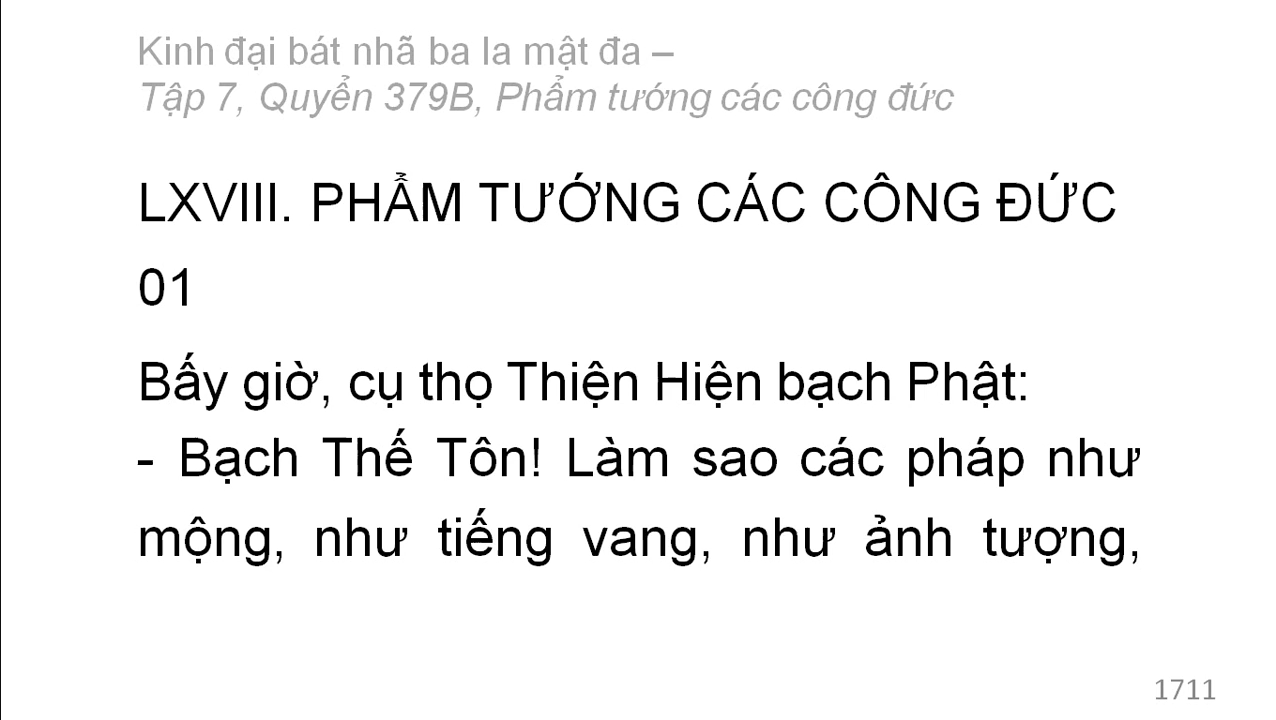 Kinh đại bát nhã ba la mật đa –
Tập 7, Quyển 379B, Phẩm tướng các công đức
LXVIII. PHẨM TƯỚNG CÁC CÔNG ĐỨC
01
Bấy giờ, cụ thọ Thiện Hiện bạch Phật:
- Bạch Thế Tôn! Làm sao các pháp như
mộng, như tiếng vang, như ảnh tượng,
1711